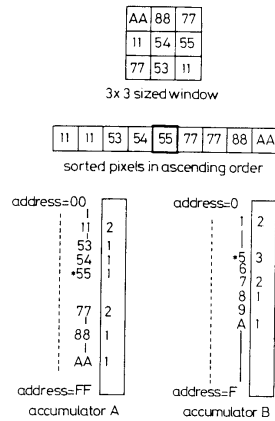 AA 88 77
11 54 55
77 53 11
3x3 sized window
11 11 53 54 55 77 77 88 AA
sorted pixels in ascending order
address=00
11 2
53 1
54 1
*55 1
77 2
88 1
AA 1
address=FF
accumulator A
address=0
1 2
*5 3
6
7 2
8 1
9
A 1
address=F
accumulator B